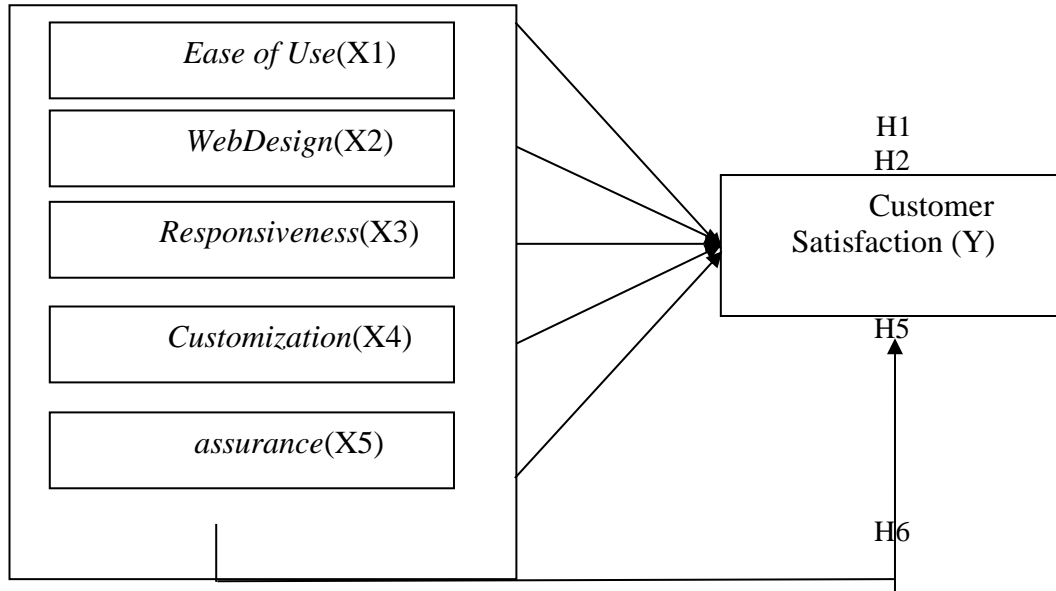 Ease of Use(X1)
WebDesign(X2)
Responsiveness(X3)
Customization(X4)
assurance(X5)
H1
H2
Customer
Satisfaction (Y)
H5
H6